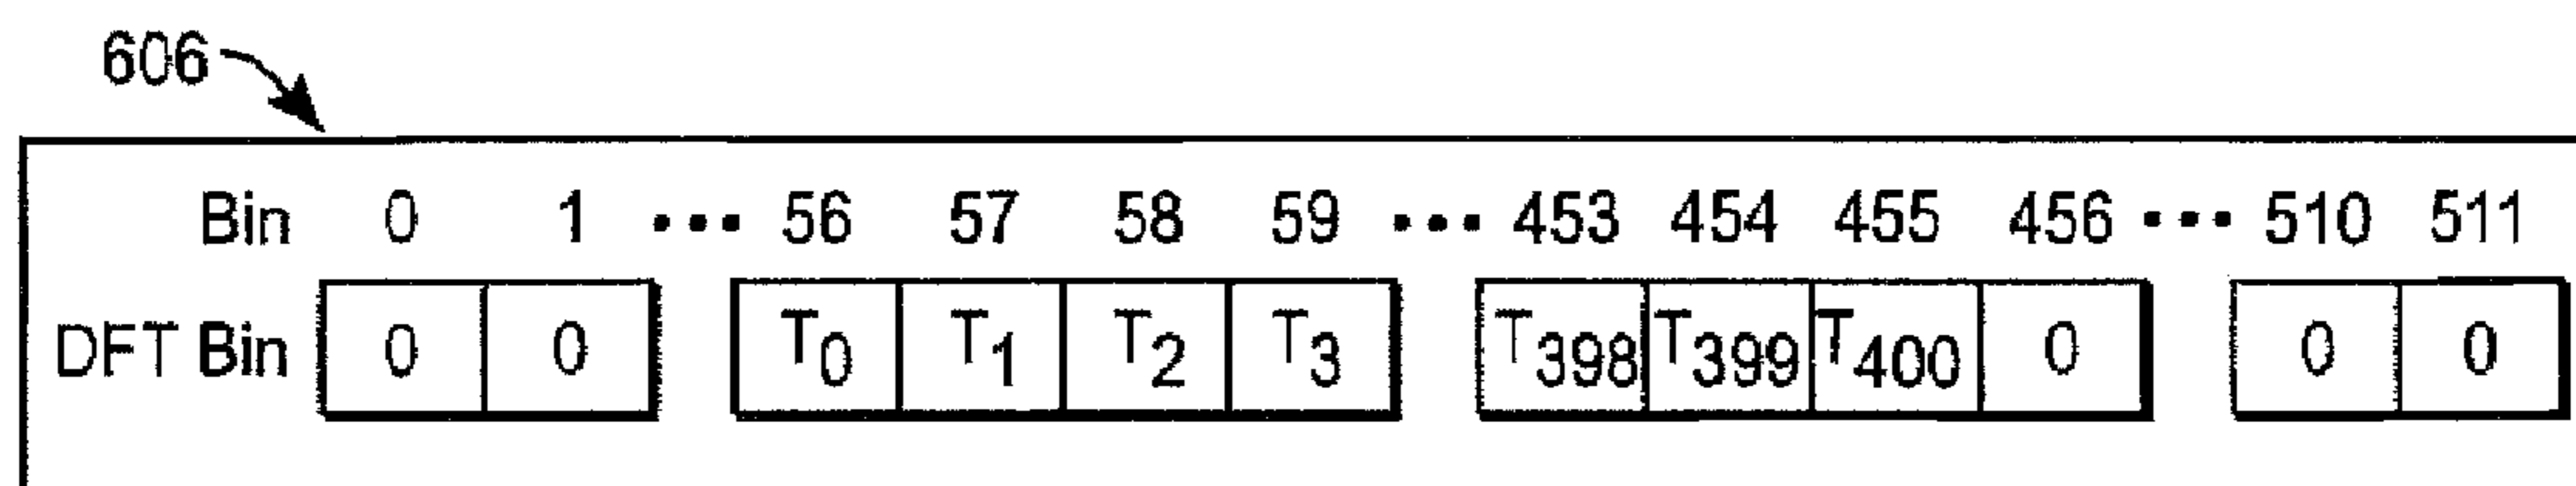 606
Bin 0 1 ••• 56 57 58 59 ••• 453 454 455 456 ••• 510 511
DFT Bin 0 0 T0 T1 T2 T3 T398 T399 T400 0 0 0